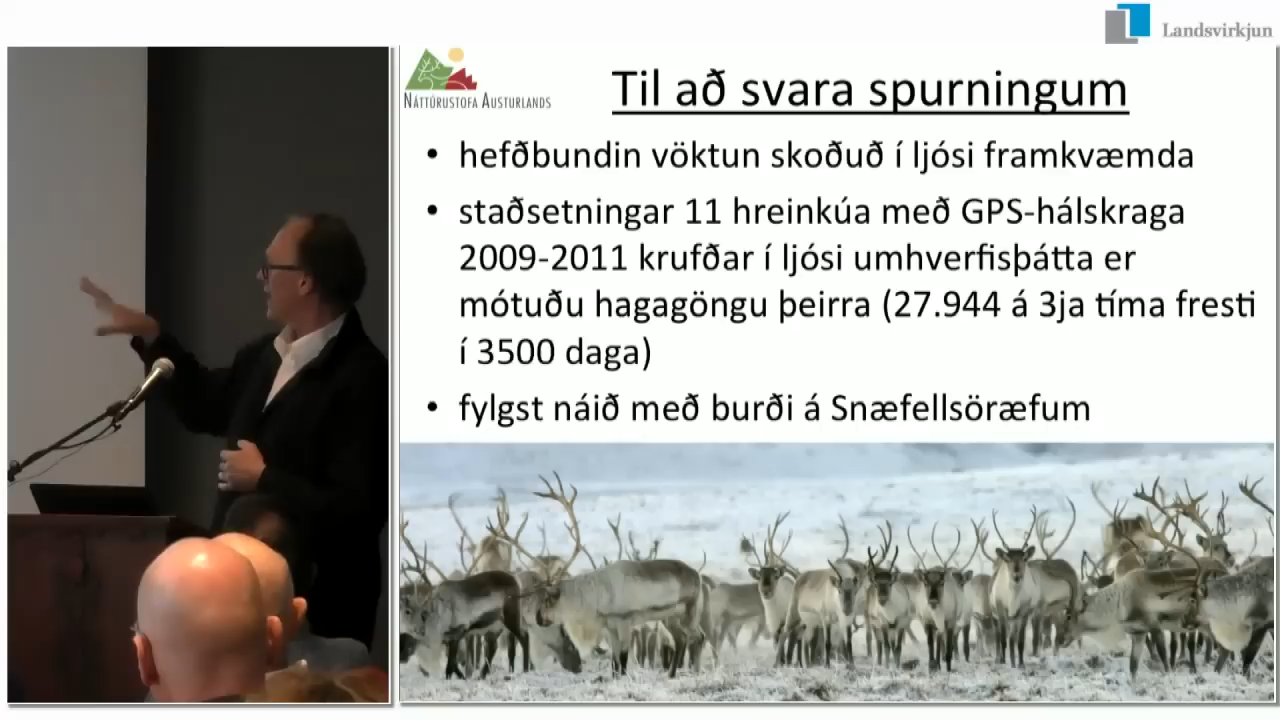 Landsvirkjun
NÁTTÚRUSTOFA AUSTURLANDS
Til að svara spurningum
• hefðbundin vöktun skoðuð í ljósi framkvæmda
• staðsetningar 11 hreinkúa með GPS-hálskraga
2009-2011 krufðar í ljósi umhverfisþátta er
mótuðu hagagöngu þeirra (27.944 á 3ja tíma fresti
í 3500 daga)
• fylgst náið með burði á Snæfellsöræfum